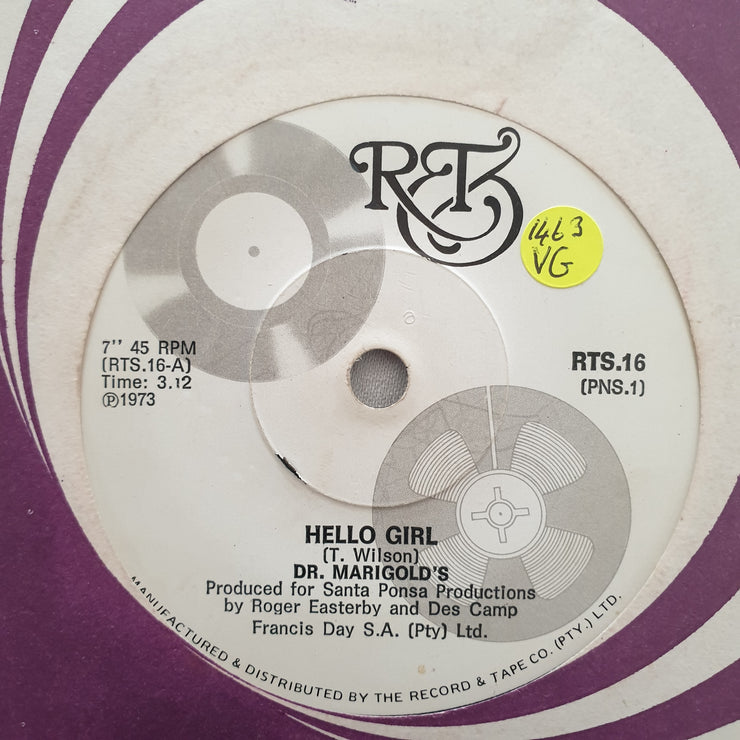 R&T
1463
VG
7" 45 RPM
(RTS.16-A)
Time: 3.12
℗1973
RTS.16
(PNS.1)
HELLO GIRL
(T. Wilson)
DR. MARIGOLD'S
Produced for Santa Ponsa Productions
by Roger Easterby and Des Camp
Francis Day S.A. (Pty) Ltd.
MANUFACTURED & DISTRIBUTED BY THE RECORD & TAPE CO. (PTY.) LTD.